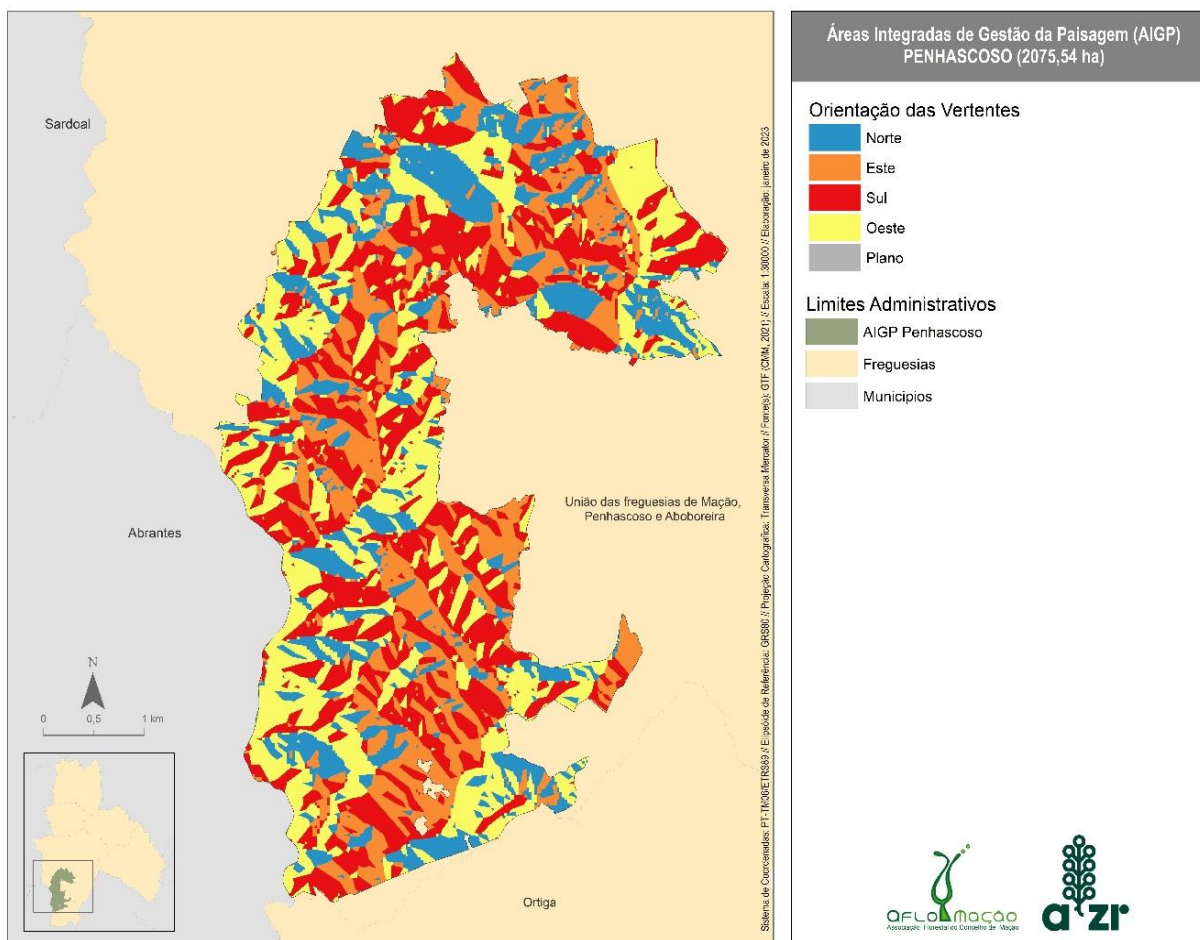 Áreas Integradas de Gestão da Paisagem (AIGP)
PENHASCOSO (2075,54 ha)
Orientação das Vertentes
Norte
Este
Sul
Oeste
Plano
Limites Administrativos
AIGP Penhascoso
Freguesias
Municípios
Sardoal
Abrantes
União das freguesias de Mação,
Penhascoso e Aboboreira
Ortiga
N
0 0,5 1 km
Sistema de Coordenadas: PT-TM06/ETRS89 // Elipsóide de Referência: GRS80 // Projeção Cartográfica: Transversa Mercator // Fonte(s): GTF (CMM, 2021) // Escala: 1:30000 // Elaboração: janeiro de 2023
aflomação
Associação Florestal do Concelho de Mação
aizr